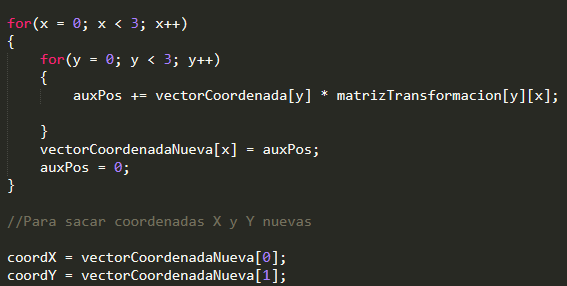 for(x = 0; x < 3; x++)
{
for(y = 0; y < 3; y++)
{
auxPos += vectorCoordenada[y] * matrizTransformacion[y][x];
}
vectorCoordenadaNueva[x] = auxPos;
auxPos = 0;
}
//Para sacar coordenadas X y Y nuevas
coordX = vectorCoordenadaNueva[0];
coordY = vectorCoordenadaNueva[1];